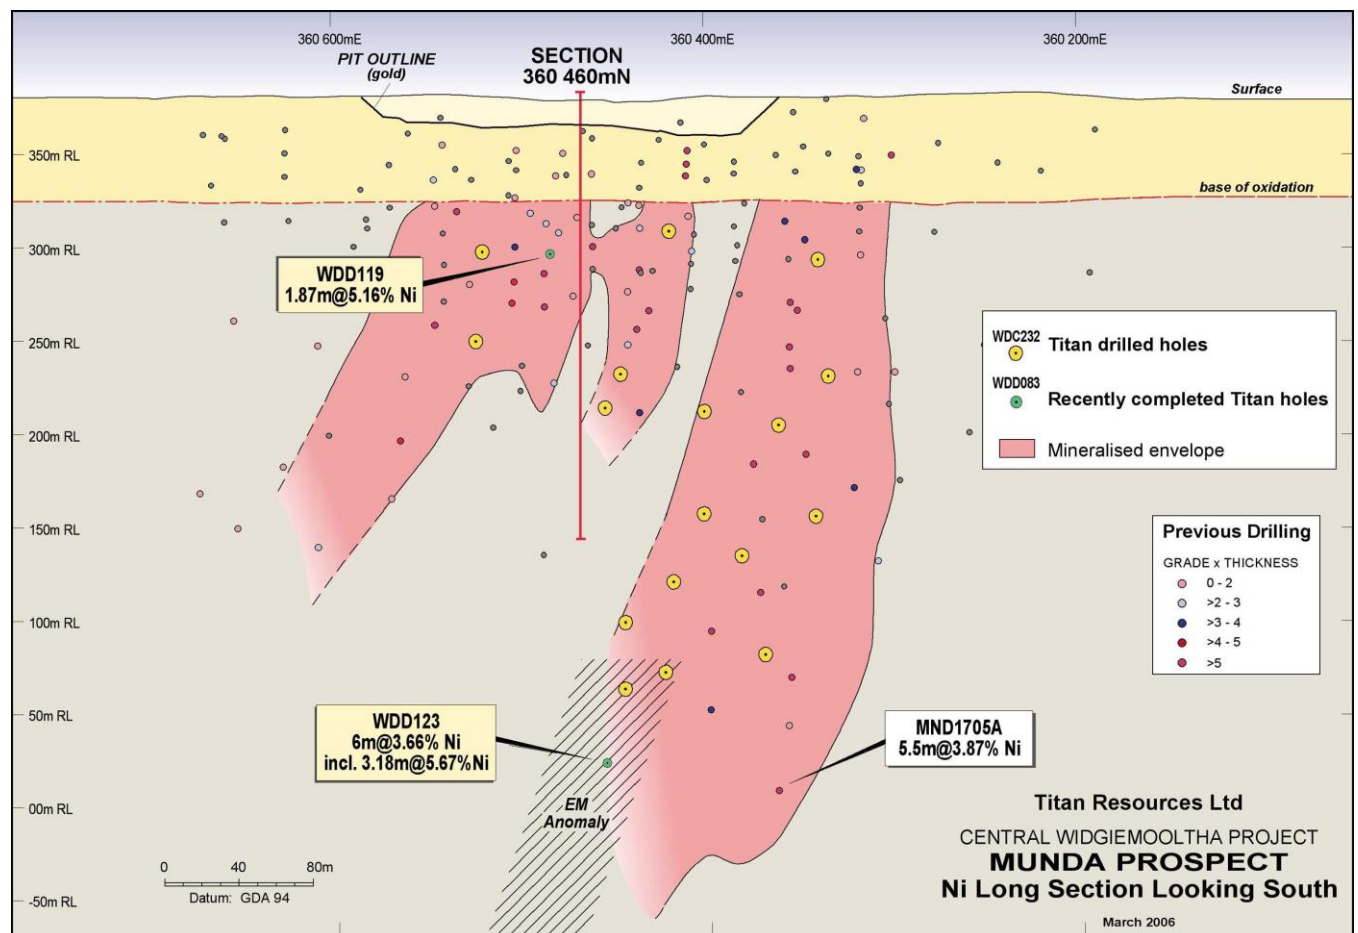 360 600mE
360 400mE
360 200mE
PIT OUTLINE
(gold)
SECTION
360 460mN
Surface
350m RL
base of oxidation
300m RL
WDD119
1.87m@5.16% Ni
250m RL
200m RL
150m RL
100m RL
50m RL
00m RL
-50m RL
WDC232
Titan drilled holes
WDD083
Recently completed Titan holes
Mineralised envelope
Previous Drilling
GRADE x THICKNESS
0 - 2
>2 - 3
>3 - 4
>4 - 5
>5
WDD123
6m@3.66% Ni
incl. 3.18m@5.67%Ni
MND1705A
5.5m@3.87% Ni
EM
Anomaly
0 40 80m
Datum: GDA 94
Titan Resources Ltd
CENTRAL WIDGIEMOOLTHA PROJECT
MUNDA PROSPECT
Ni Long Section Looking South
March 2006